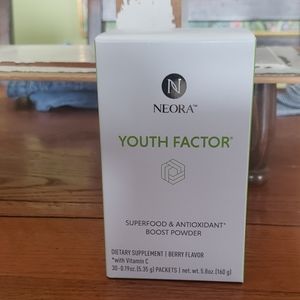 N
NEORA™
YOUTH FACTOR®
SUPERFOOD & ANTIOXIDANT*
BOOST POWDER
DIETARY SUPPLEMENT | BERRY FLAVOR
*with Vitamin C
30-0.19oz. (5.35 g) PACKETS | net wt. 5.6oz. (160 g)